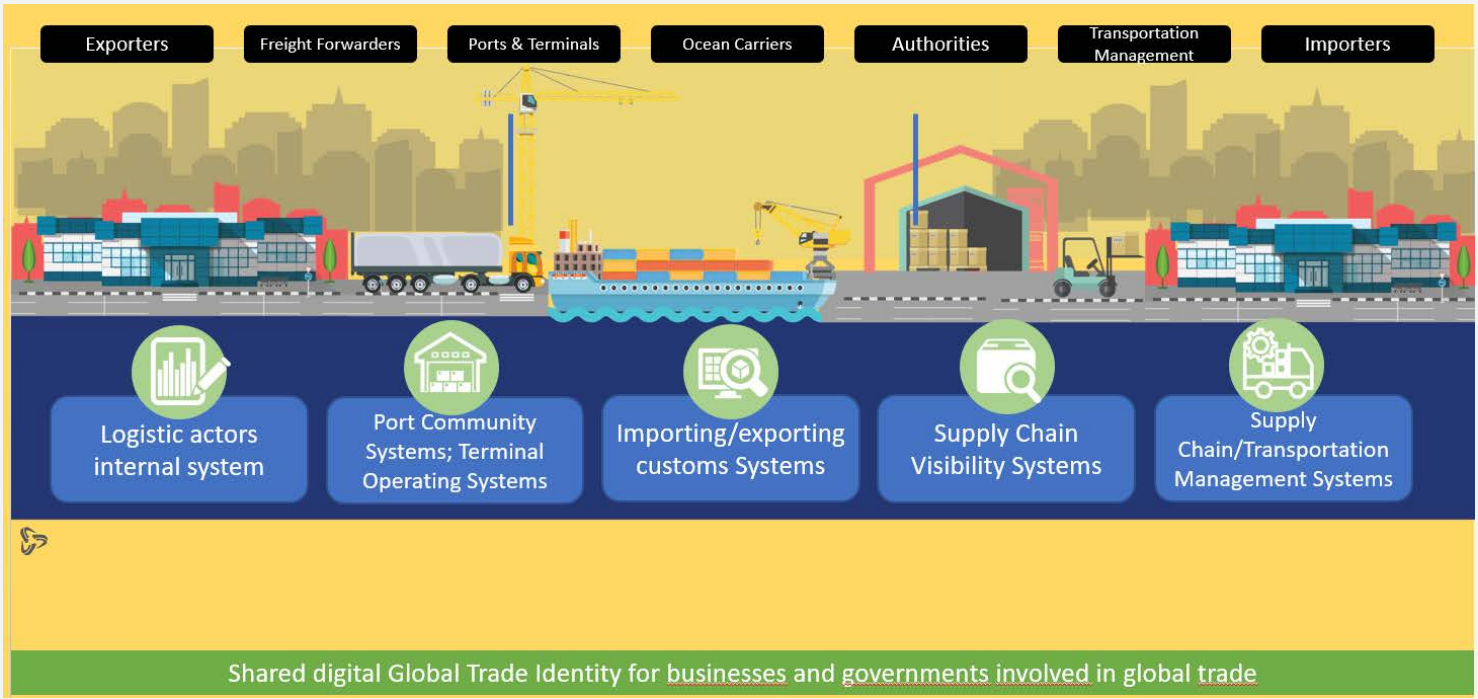 Exporters
Freight Forwarders
Ports & Terminals
Ocean Carriers
Authorities
Transportation
Management
Importers
Logistic actors
internal system
Port Community
Systems; Terminal
Operating Systems
Importing/exporting
customs Systems
Supply Chain
Visibility Systems
Supply
Chain/Transportation
Management Systems
Shared digital Global Trade Identity for businesses and governments involved in global trade